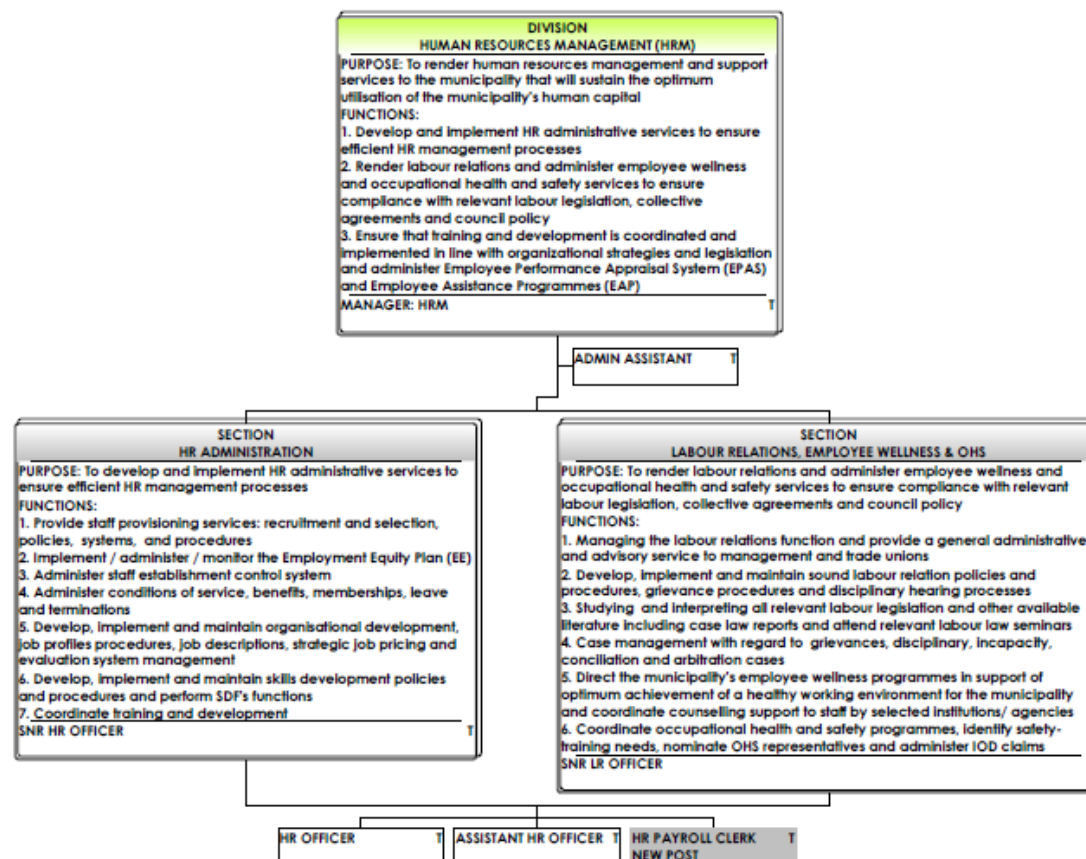 DIVISION
HUMAN RESOURCES MANAGEMENT (HRM)
PURPOSE: To render human resources management and support
services to the municipality that will sustain the optimum
utilisation of the municipality's human capital
FUNCTIONS:
1. Develop and implement HR administrative services to ensure
efficient HR management processes
2. Render labour relations and administer employee wellness
and occupational health and safety services to ensure
compliance with relevant labour legislation, collective
agreements and council policy
3. Ensure that training and development is coordinated and
implemented in line with organizational strategies and legislation
and administer Employee Performance Appraisal System (EPAS)
and Employee Assistance Programmes (EAP)
MANAGER: HRM T
ADMIN ASSISTANT T
SECTION
HR ADMINISTRATION
PURPOSE: To develop and implement HR administrative services to
ensure efficient HR management processes
FUNCTIONS:
1. Provide staff provisioning services: recruitment and selection,
policies, systems, and procedures
2. Implement / administer / monitor the Employment Equity Plan (EE)
3. Administer staff establishment control system
4. Administer conditions of service, benefits, memberships, leave
and terminations
5. Develop, implement and maintain organisational development,
job profiles procedures, job descriptions, strategic job pricing and
evaluation system management
6. Develop, implement and maintain skills development policies
and procedures and perform SDF's functions
7. Coordinate training and development
SNR HR OFFICER T
SECTION
LABOUR RELATIONS, EMPLOYEE WELLNESS & OHS
PURPOSE: To render labour relations and administer employee wellness and
occupational health and safety services to ensure compliance with relevant
labour legislation, collective agreements and council policy
FUNCTIONS:
1. Managing the labour relations function and provide a general administrative
and advisory service to management and trade unions
2. Develop, implement and maintain sound labour relation policies and
procedures, grievance procedures and disciplinary hearing processes
3. Studying and interpreting all relevant labour legislation and other available
literature including case law reports and attend relevant labour law seminars
4. Case management with regard to grievances, disciplinary, incapacity,
conciliation and arbitration cases
5. Direct the municipality's employee wellness programmes in support of
optimum achievement of a healthy working environment for the municipality
and coordinate counselling support to staff by selected institutions/ agencies
6. Coordinate occupational health and safety programmes, identify safety-
training needs, nominate OHS representatives and administer IOD claims
SNR LR OFFICER
HR OFFICER T
ASSISTANT HR OFFICER T
HR PAYROLL CLERK T
NEW POST